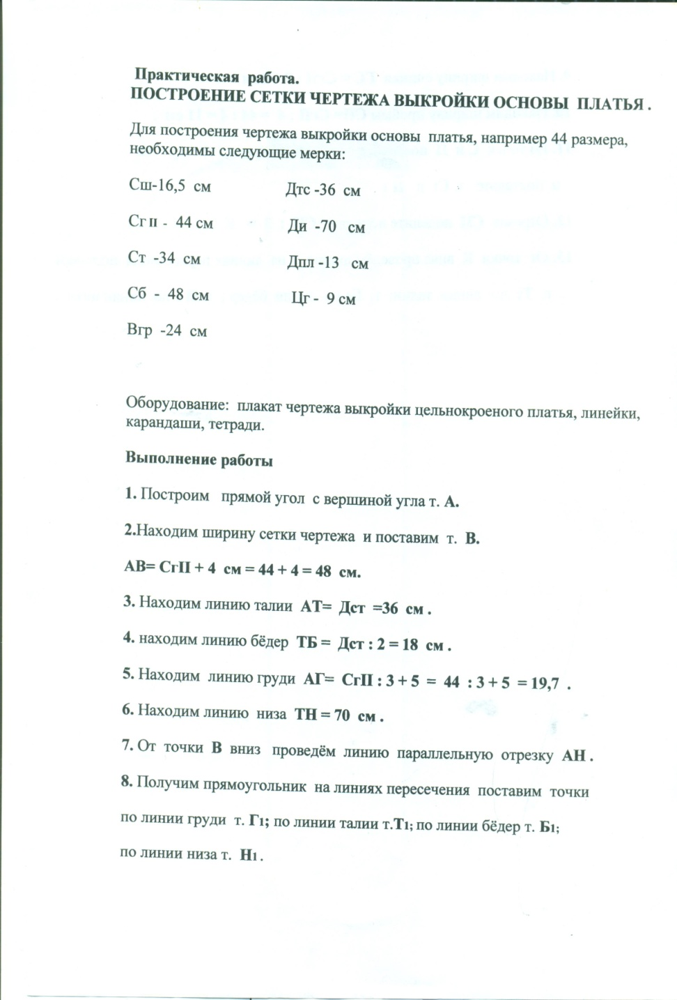 Практическая работа.
ПОСТРОЕНИЕ СЕТКИ ЧЕРТЕЖА ВЫКРОЙКИ ОСНОВЫ ПЛАТЬЯ .
Для построения чертежа выкройки основы платья, например 44 размера,
необходимы следующие мерки:
Сш-16,5 см Дтс -36 см
Сг II - 44 см Ди -70 см
Ст -34 см Дпл -13 см
Сб - 48 см Цг - 9 см
Вгр -24 см
Оборудование: плакат чертежа выкройки цельнокроеного платья, линейки,
карандаши, тетради.
Выполнение работы
1. Построим прямой угол с вершиной угла т. А.
2.Находим ширину сетки чертежа и поставим т. В.
АВ= СгII + 4 см = 44 + 4 = 48 см.
3. Находим линию талии АТ= Дст =36 см .
4. находим линию бёдер ТБ = Дст : 2 = 18 см .
5. Находим линию груди АГ= СгII : 3 + 5 = 44 : 3 + 5 = 19,7 .
6. Находим линию низа ТН = 70 см .
7. От точки В вниз проведём линию параллельную отрезку АН .
8. Получим прямоугольник на линиях пересечения поставим точки
по линии груди т. Г1; по линии талии т.Т1; по линии бёдер т. Б1;
по линии низа т. Н1 .